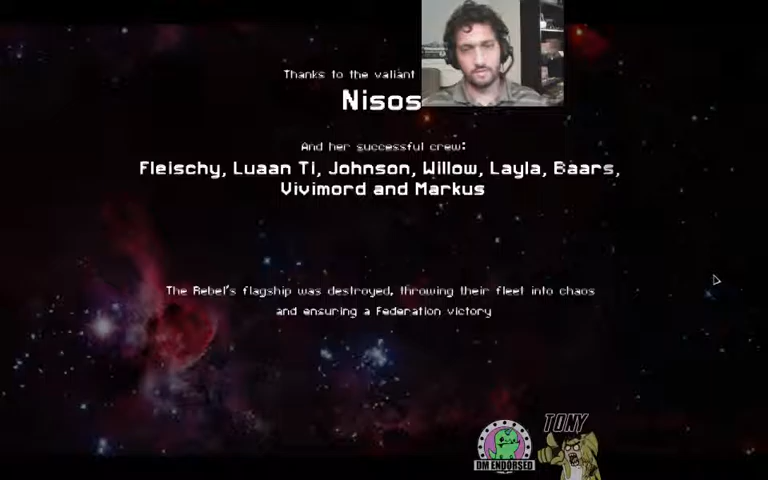 Thanks to the valiant
Nisos
And her successful crew:
Fleischy, Luaan Ti, Johnson, Willow, Layla, Baars,
Vivimord and Markus
The Rebel's flagship was destroyed, throwing their fleet into chaos
and ensuring a Federation victory
TONY
DM ENDORSED